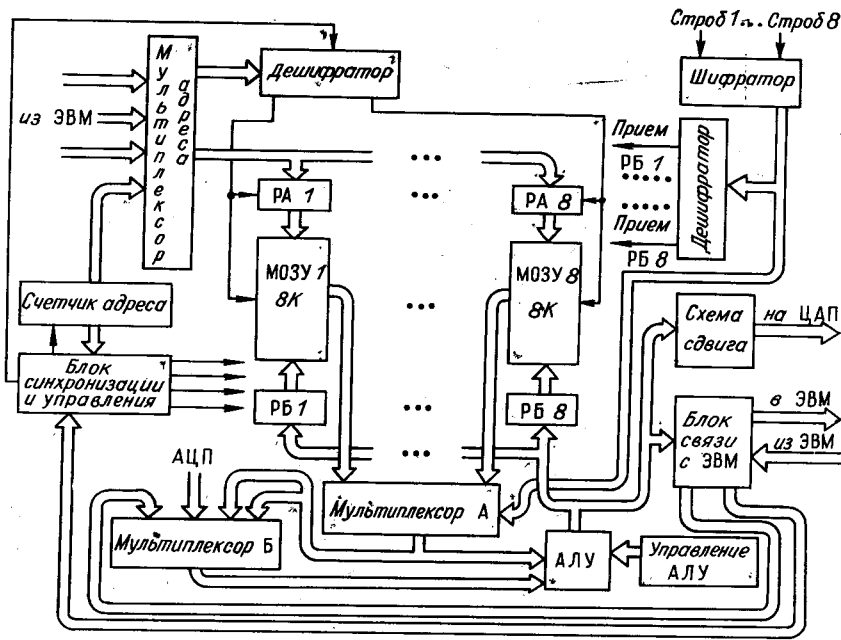 Строб 1... Строб 8
Шифратор
Мультиплексор
адреса
Дешифратор
из ЭВМ
Прием
РБ 1
Прием
РБ 8
Дешифратор
...
РА 1
...
РА 8
МОЗУ 1
8К
...
МОЗУ 8
8К
Счетчик адреса
Схема
сдвига
на ЦАП
Блок
синхронизации
и управления
РБ 1
...
РБ 8
Блок
связи
с ЭВМ
в ЭВМ
из ЭВМ
...
АЦП
Мультиплексор А
Мультиплексор Б
АЛУ
Управление
АЛУ